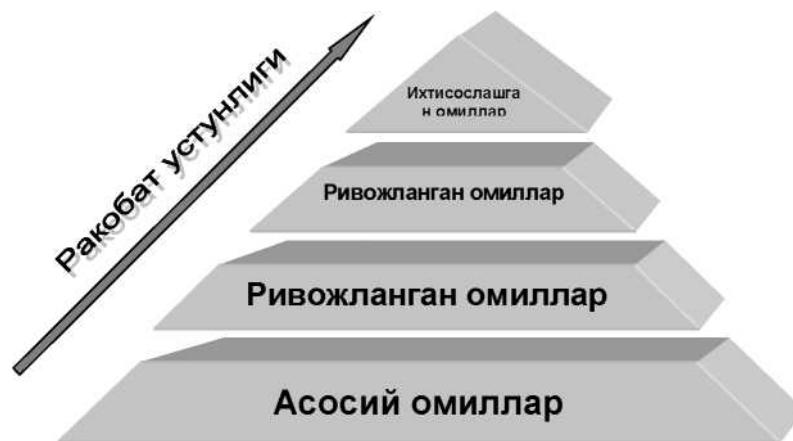 Ракобат устунлиги
Ихтисослашга
н омиллар
Ривожланган омиллар
Ривожланган омиллар
Асосий омиллар